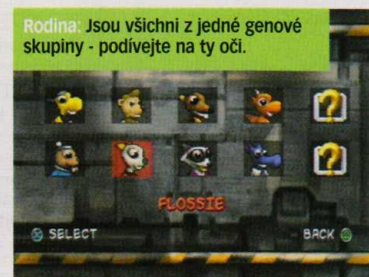 Rodina: Jsou všichni z jedné genové
skupiny - podívejte na ty oči.
? 
?
FLOSSIE
SELECT
BACK